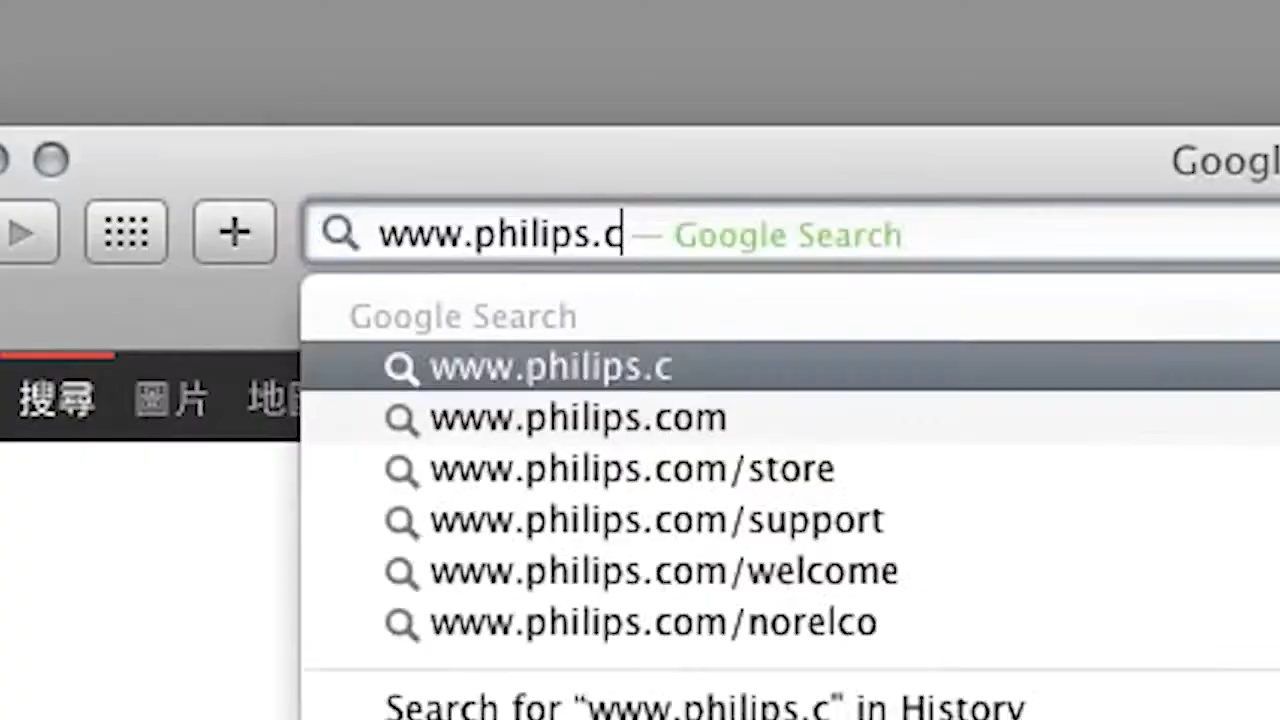 Googl
www.philips.c — Google Search
Google Search
www.philips.c
搜尋 圖片 地
www.philips.com
www.philips.com/store
www.philips.com/support
www.philips.com/welcome
www.philips.com/norelco
Search for “www.philips.c” in History